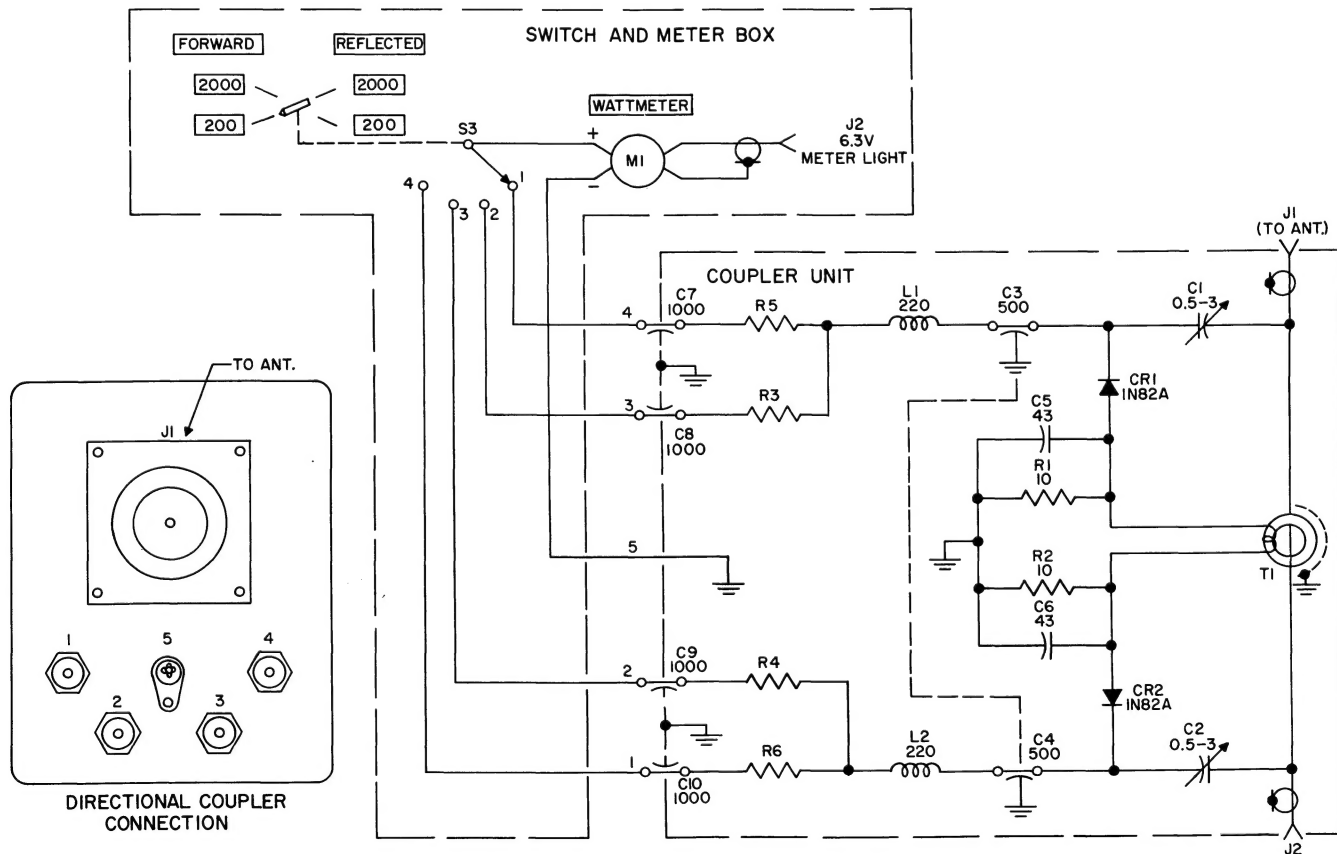 SWITCH AND METER BOX
FORWARD
REFLECTED
2000
2000
200
200
WATTMETER
S3
+
M1
−
J2
6.3V
METER LIGHT
1
4
3
2
J1
(TO ANT.)
COUPLER UNIT
C7
1000
4
R5
L1
220
C3
500
C1
0.5-3
3
C8
1000
R3
CR1
1N82A
C5
43
R1
10
5
R2
10
C6
43
T1
C9
1000
2
R4
CR2
1N82A
1
C10
1000
R6
L2
220
C4
500
C2
0.5-3
J2
TO ANT.
J1
1
5
4
2
3
DIRECTIONAL COUPLER
CONNECTION